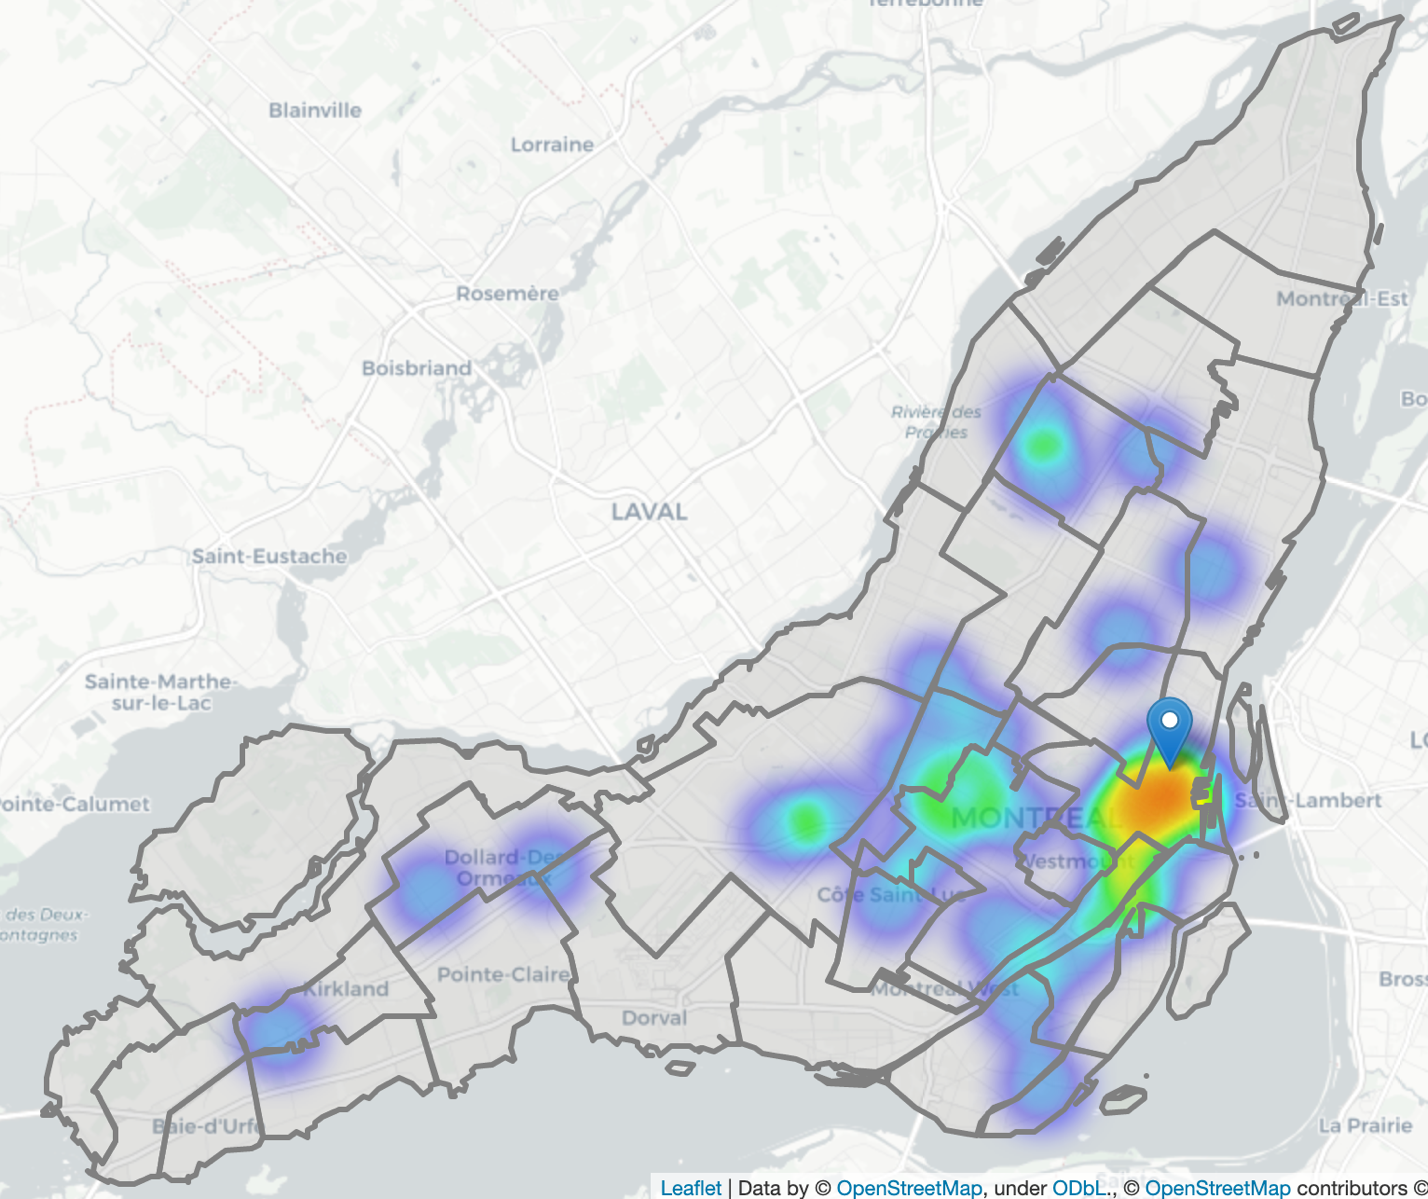 Terrebonne
Blainville
Lorraine
Rosemère
Montréal-Est
Boisbriand
Rivière des
Prairies
Bo
LAVAL
Saint-Eustache
Sainte-Marthe-
sur-le-Lac
Pointe-Calumet
Saint-Lambert
MONTREAL
Westmount
Dollard-Des
Ormeaux
Côte Saint-Luc
des Deux-
ontagnes
Pointe-Claire
Kirkland
Montreal West
Bross
Dorval
Baie-d'Urfé
La Prairie
Leaflet | Data by © OpenStreetMap, under ODbL., © OpenStreetMap contributors ©